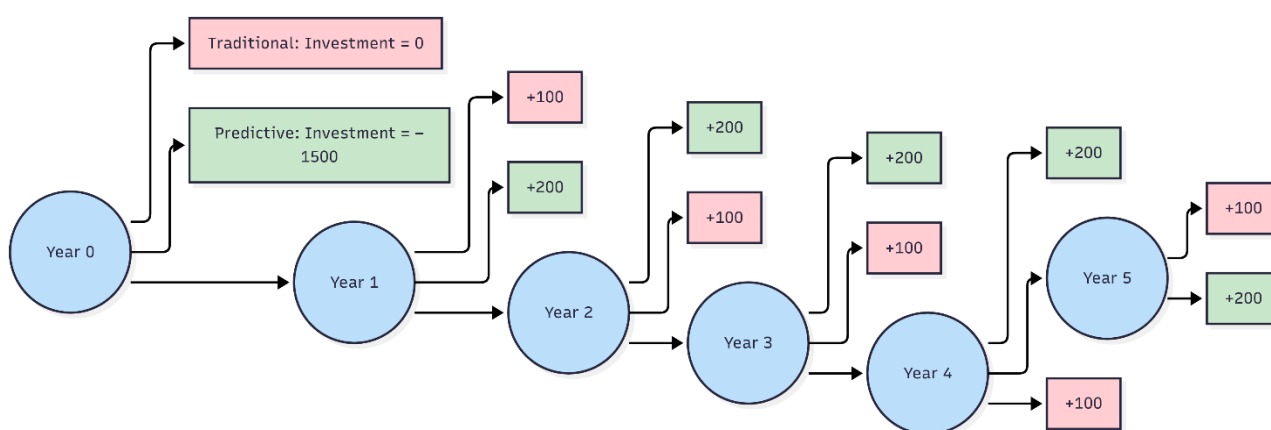 Traditional: Investment = 0
Predictive: Investment = –
1500
Year 0
+100
+200
Year 1
+200
+100
Year 2
+200
+100
Year 3
+200
Year 4
+100
Year 5
+100
+200